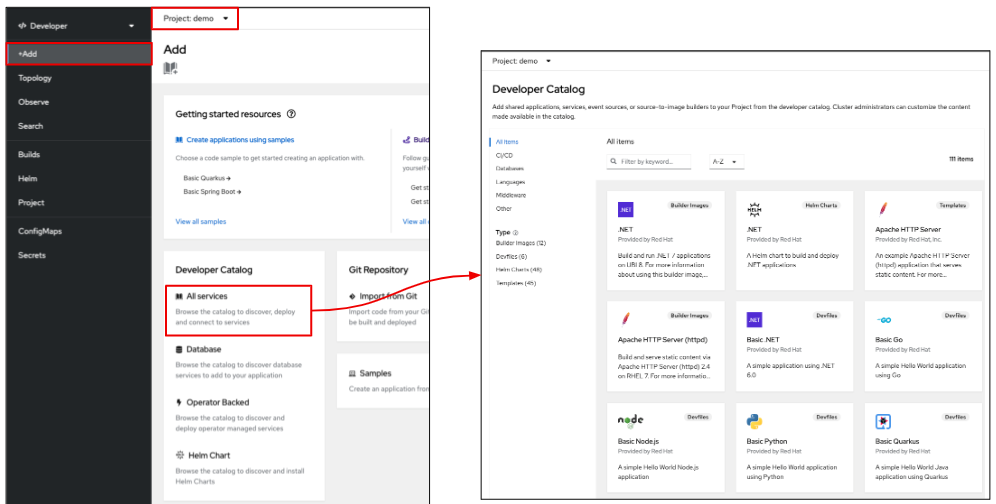 Developer
+Add
Topology
Observe
Search
Builds
Helm
Project
ConfigMaps
Secrets
Project: demo
Add
Getting started resources
Create applications using samples
Choose a code sample to get started creating an application with.
Basic Quarkus
Basic Spring Boot
View all samples
Build
Follow gu
yourself w
Get st
Get st
View all
Developer Catalog
All services
Browse the catalog to discover, deploy
and connect to services
Database
Browse the catalog to discover database
services to add to your application
Operator Backed
Browse the catalog to discover and
deploy operator managed services
Helm Chart
Browse the catalog to discover and install
Helm Charts
Git Repository
Import from Git
Import code from your Git
be built and deployed
Samples
Create an application from
Project: demo
Developer Catalog
Add shared applications, services, event sources, or source-to-image builders to your Project from the developer catalog. Cluster administrators can customize the content
made available in the catalog.
All items
CI/CD
Databases
Languages
Middleware
Other
Type
Builder Images (12)
Devfiles (6)
Helm Charts (48)
Templates (45)
All items
Filter by keyword...
A-Z
111 items
.NET
Builder Images
.NET
Provided by Red Hat
Build and run .NET 7 applications
on UBI 8. For more information
about using this builder image,...
HELM
Helm Charts
.NET
Provided by Red Hat
A Helm chart to build and deploy
.NET applications
Templates
Apache HTTP Server
Provided by Red Hat, Inc.
An example Apache HTTP Server
(httpd) application that serves
static content. For more...
Builder Images
Apache HTTP Server (httpd)
Provided by Red Hat
Build and serve static content via
Apache HTTP Server (httpd) 2.4
on RHEL 7. For more informatio...
.NET
Devfiles
Basic .NET
Provided by Red Hat
A simple application using .NET
6.0
GO
Devfiles
Basic Go
Provided by Red Hat
A simple Hello World application
using Go
node
Devfiles
Basic Node.js
Provided by Red Hat
A simple Hello World Node.js
application
Devfiles
Basic Python
Provided by Red Hat
A simple Hello World application
using Python
Devfiles
Basic Quarkus
Provided by Red Hat
A simple Hello World Java
application using Quarkus